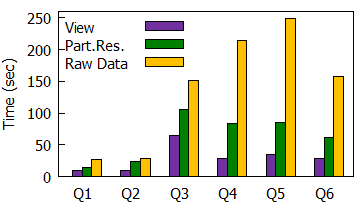 250
200
150
100
50
0
Time (sec)
View
Part.Res.
Raw Data
Q1 Q2 Q3 Q4 Q5 Q6